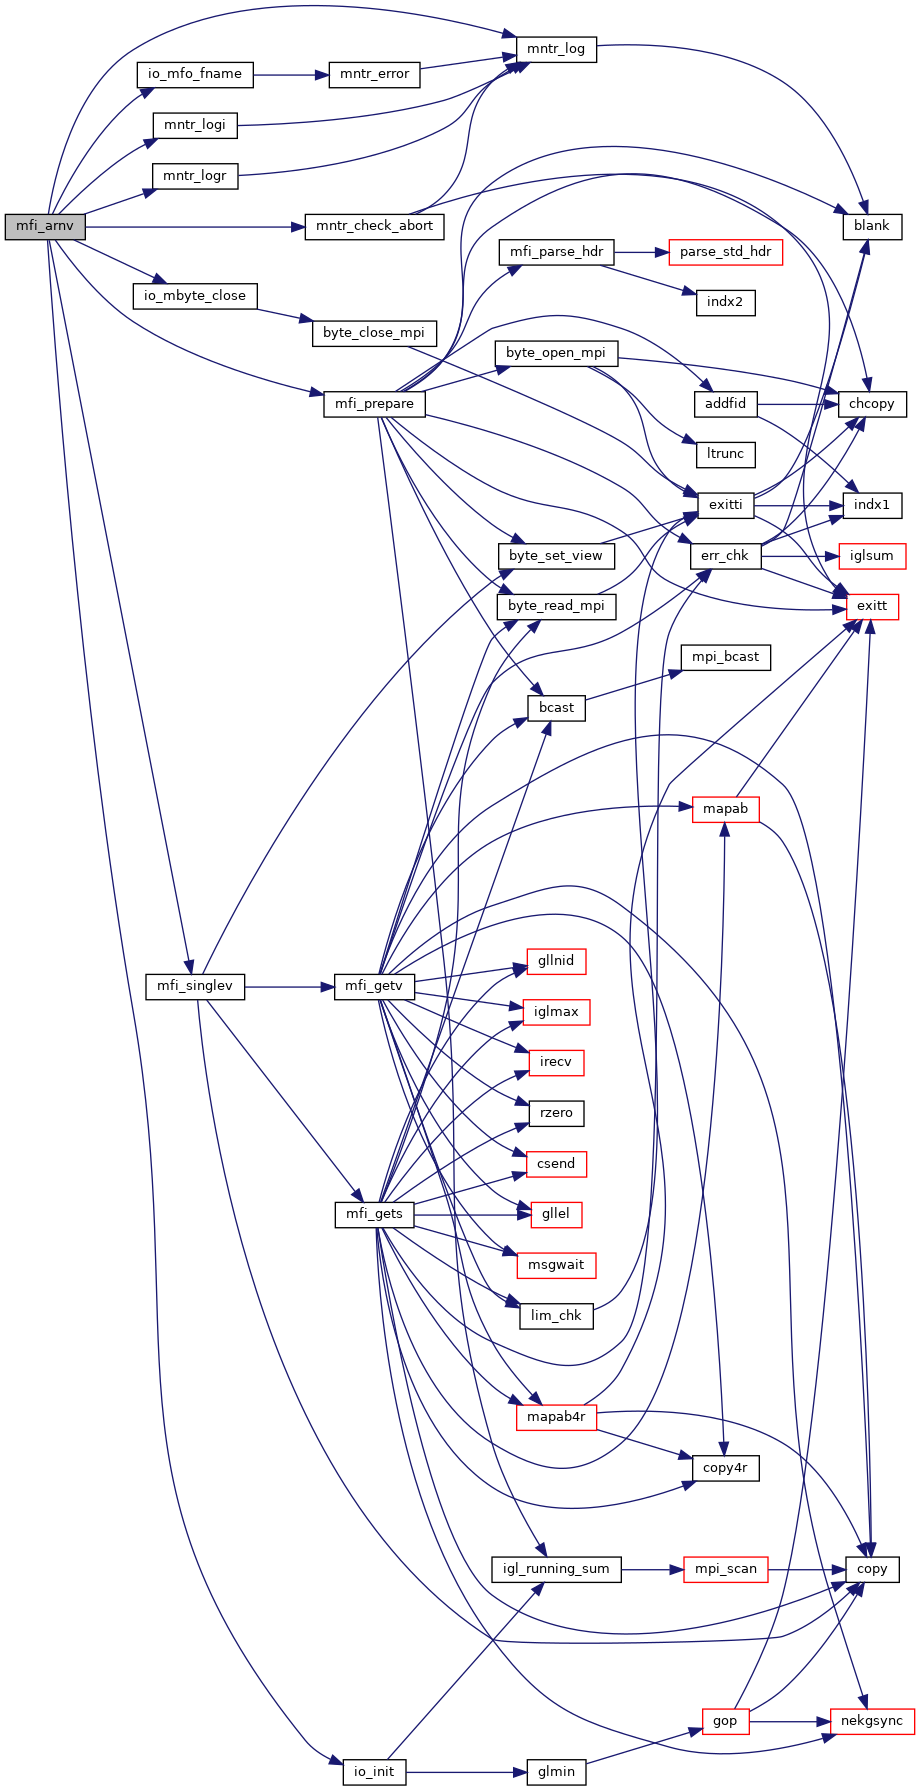 mntr_log
io_mfo_fname
mntr_error
mntr_logi
mntr_logr
mfi_arnv
mntr_check_abort
blank
mfi_parse_hdr
parse_std_hdr
io_mbyte_close
indx2
byte_close_mpi
byte_open_mpi
mfi_prepare
addfid
chcopy
ltrunc
exitti
indx1
byte_set_view
err_chk
iglsum
byte_read_mpi
exitt
mpi_bcast
bcast
mapab
gllnid
mfi_singlev
mfi_getv
iglmax
irecv
rzero
csend
mfi_gets
gllel
msgwait
lim_chk
mapab4r
copy4r
igl_running_sum
mpi_scan
copy
gop
nekgsync
io_init
glmin